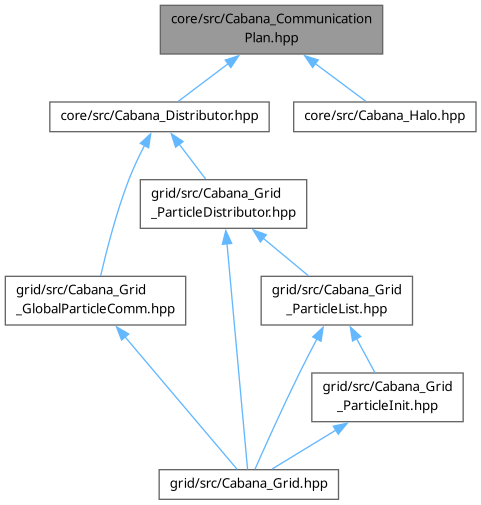 core/src/Cabana_Communication
Plan.hpp
core/src/Cabana_Distributor.hpp
core/src/Cabana_Halo.hpp
grid/src/Cabana_Grid
_ParticleDistributor.hpp
grid/src/Cabana_Grid
_GlobalParticleComm.hpp
grid/src/Cabana_Grid
_ParticleList.hpp
grid/src/Cabana_Grid
_ParticleInit.hpp
grid/src/Cabana_Grid.hpp